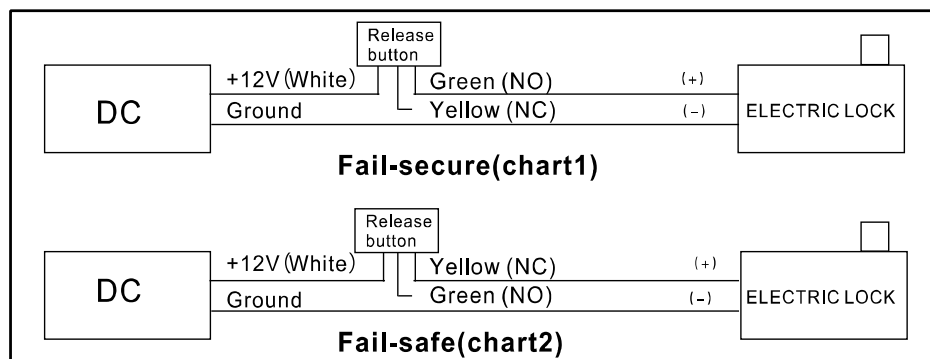 Release
button
+12V(White) Green (NO) (+)
DC Ground Yellow (NC) (-) ELECTRIC LOCK
Fail-secure(chart1)
Release
button
+12V(White) Yellow (NC) (+)
DC Ground Green (NO) (-) ELECTRIC LOCK
Fail-safe(chart2)